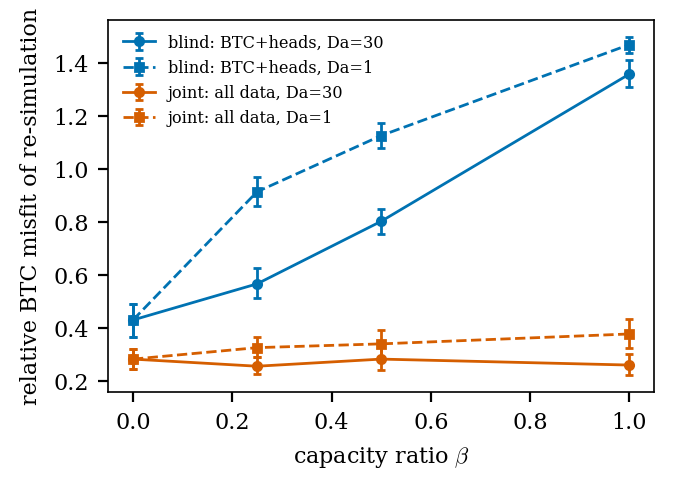 relative BTC misfit of re-simulation
1.4
1.2
1.0
0.8
0.6
0.4
0.2
blind: BTC+heads, Da=30
blind: BTC+heads, Da=1
joint: all data, Da=30
joint: all data, Da=1
0.0 0.2 0.4 0.6 0.8 1.0
capacity ratio β